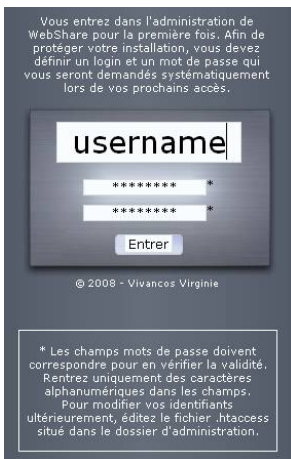 Vous entrez dans l'administration de
WebShare pour la première fois. Afin de
protéger votre installation, vous devez
définir un login et un mot de passe qui
vous seront demandés systématiquement
lors de vos prochains accès.
username
******** *
******** *
Entrer
© 2008 - Vivancos Virginie
* Les champs mots de passe doivent
correspondre pour en vérifier la validité.
Rentrez uniquement des caractères
alphanumériques dans les champs.
Pour modifier vos identifiants
ultérieurement, éditez le fichier .htaccess
situé dans le dossier d'administration.